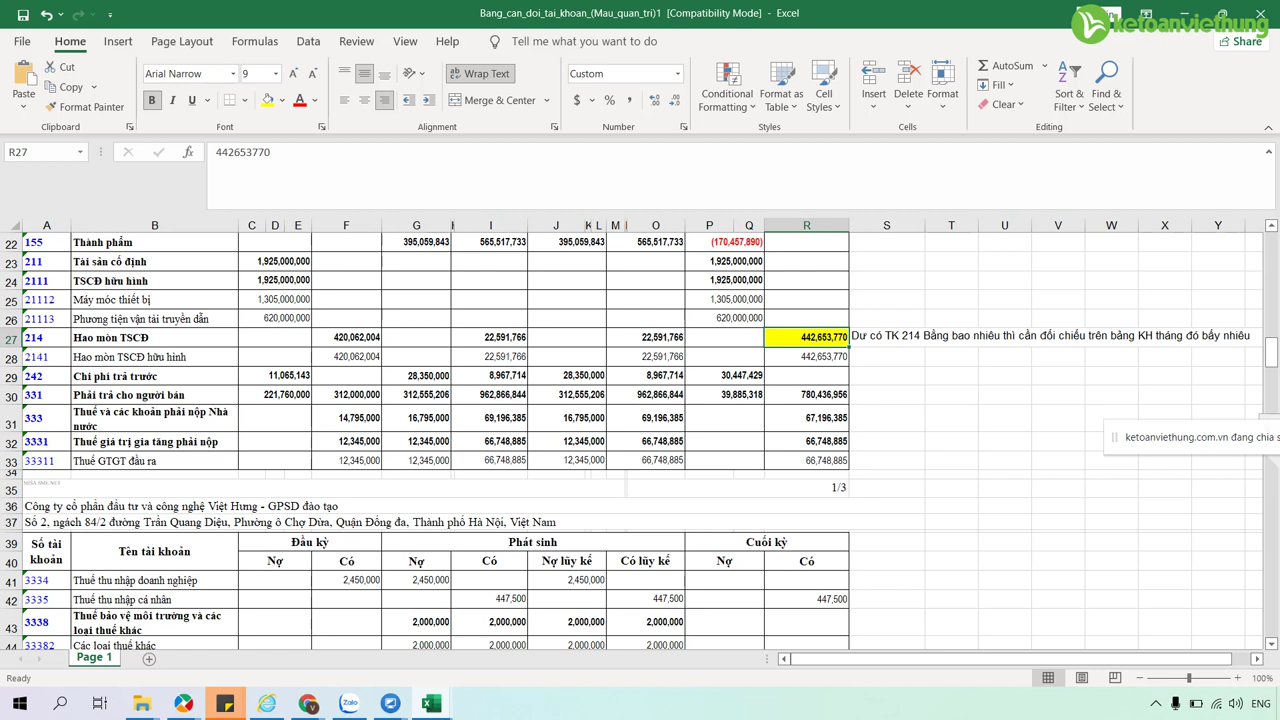 Bang_can_doi_tai_khoan_(Mau_quan_tri)1 [Compatibility Mode] - Excel
ketoanviethung
File Home Insert Page Layout Formulas Data Review View Help Tell me what you want to do Share
Cut
Copy
Format Painter
Paste
Arial Narrow 9
B I U
Wrap Text
Merge & Center
Custom
$ % ,
Conditional Formatting
Format as Table
Cell Styles
Insert Delete Format
AutoSum
Fill
Clear
Sort & Filter
Find & Select
Clipboard Font Alignment Number Styles Cells Editing
R27 fx 442653770
A B C D E F G I J K L M O P Q R S T U V W X Y
22 155 Thành phẩm 395,059,843 565,517,733 395,059,843 565,517,733 (170,457,890)
23 211 Tài sản cố định 1,925,000,000 1,925,000,000
24 2111 TSCĐ hữu hình 1,925,000,000 1,925,000,000
25 21112 Máy móc thiết bị 1,305,000,000 1,305,000,000
26 21113 Phương tiện vận tải truyền dẫn 620,000,000 620,000,000
27 214 Hao mòn TSCĐ 420,062,004 22,591,766 22,591,766 442,653,770 Dư có TK 214 Bằng bao nhiêu thì cần đối chiếu trên bảng KH tháng đó bấy nhiêu
28 2141 Hao mòn TSCĐ hữu hình 420,062,004 22,591,766 22,591,766 442,653,770
29 242 Chi phí trả trước 11,065,143 28,350,000 8,967,714 28,350,000 8,967,714 30,447,429
30 331 Phải trả cho người bán 221,760,000 312,000,000 312,555,206 962,866,844 312,555,206 962,866,844 39,885,318 780,436,956
31 333 Thuế và các khoản phải nộp Nhà nước 14,795,000 16,795,000 69,196,385 16,795,000 69,196,385 67,196,385
32 3331 Thuế giá trị gia tăng phải nộp 12,345,000 12,345,000 66,748,885 12,345,000 66,748,885 66,748,885
33 33311 Thuế GTGT đầu ra 12,345,000 12,345,000 66,748,885 12,345,000 66,748,885 66,748,885
34
35 MISA SME.NET 1/3
36 Công ty cổ phần đầu tư và công nghệ Việt Hưng - GPSD đào tạo
37 Số 2, ngách 84/2 đường Trần Quang Diệu, Phường ô Chợ Dừa, Quận Đống đa, Thành phố Hà Nội, Việt Nam
39 Số tài khoản Tên tài khoản Đầu kỳ Phát sinh Cuối kỳ
40 Nợ Có Nợ Có Nợ lũy kế Có lũy kế Nợ Có
41 3334 Thuế thu nhập doanh nghiệp 2,450,000 2,450,000 2,450,000
42 3335 Thuế thu nhập cá nhân 447,500 447,500 447,500
43 3338 Thuế bảo vệ môi trường và các loại thuế khác 2,000,000 2,000,000 2,000,000 2,000,000
44 33382 Các loại thuế khác 2,000,000 2,000,000 2,000,000 2,000,000
ketoanviethung.com.vn đang chia s
Page 1
Ready 100%
Zalo
ENG